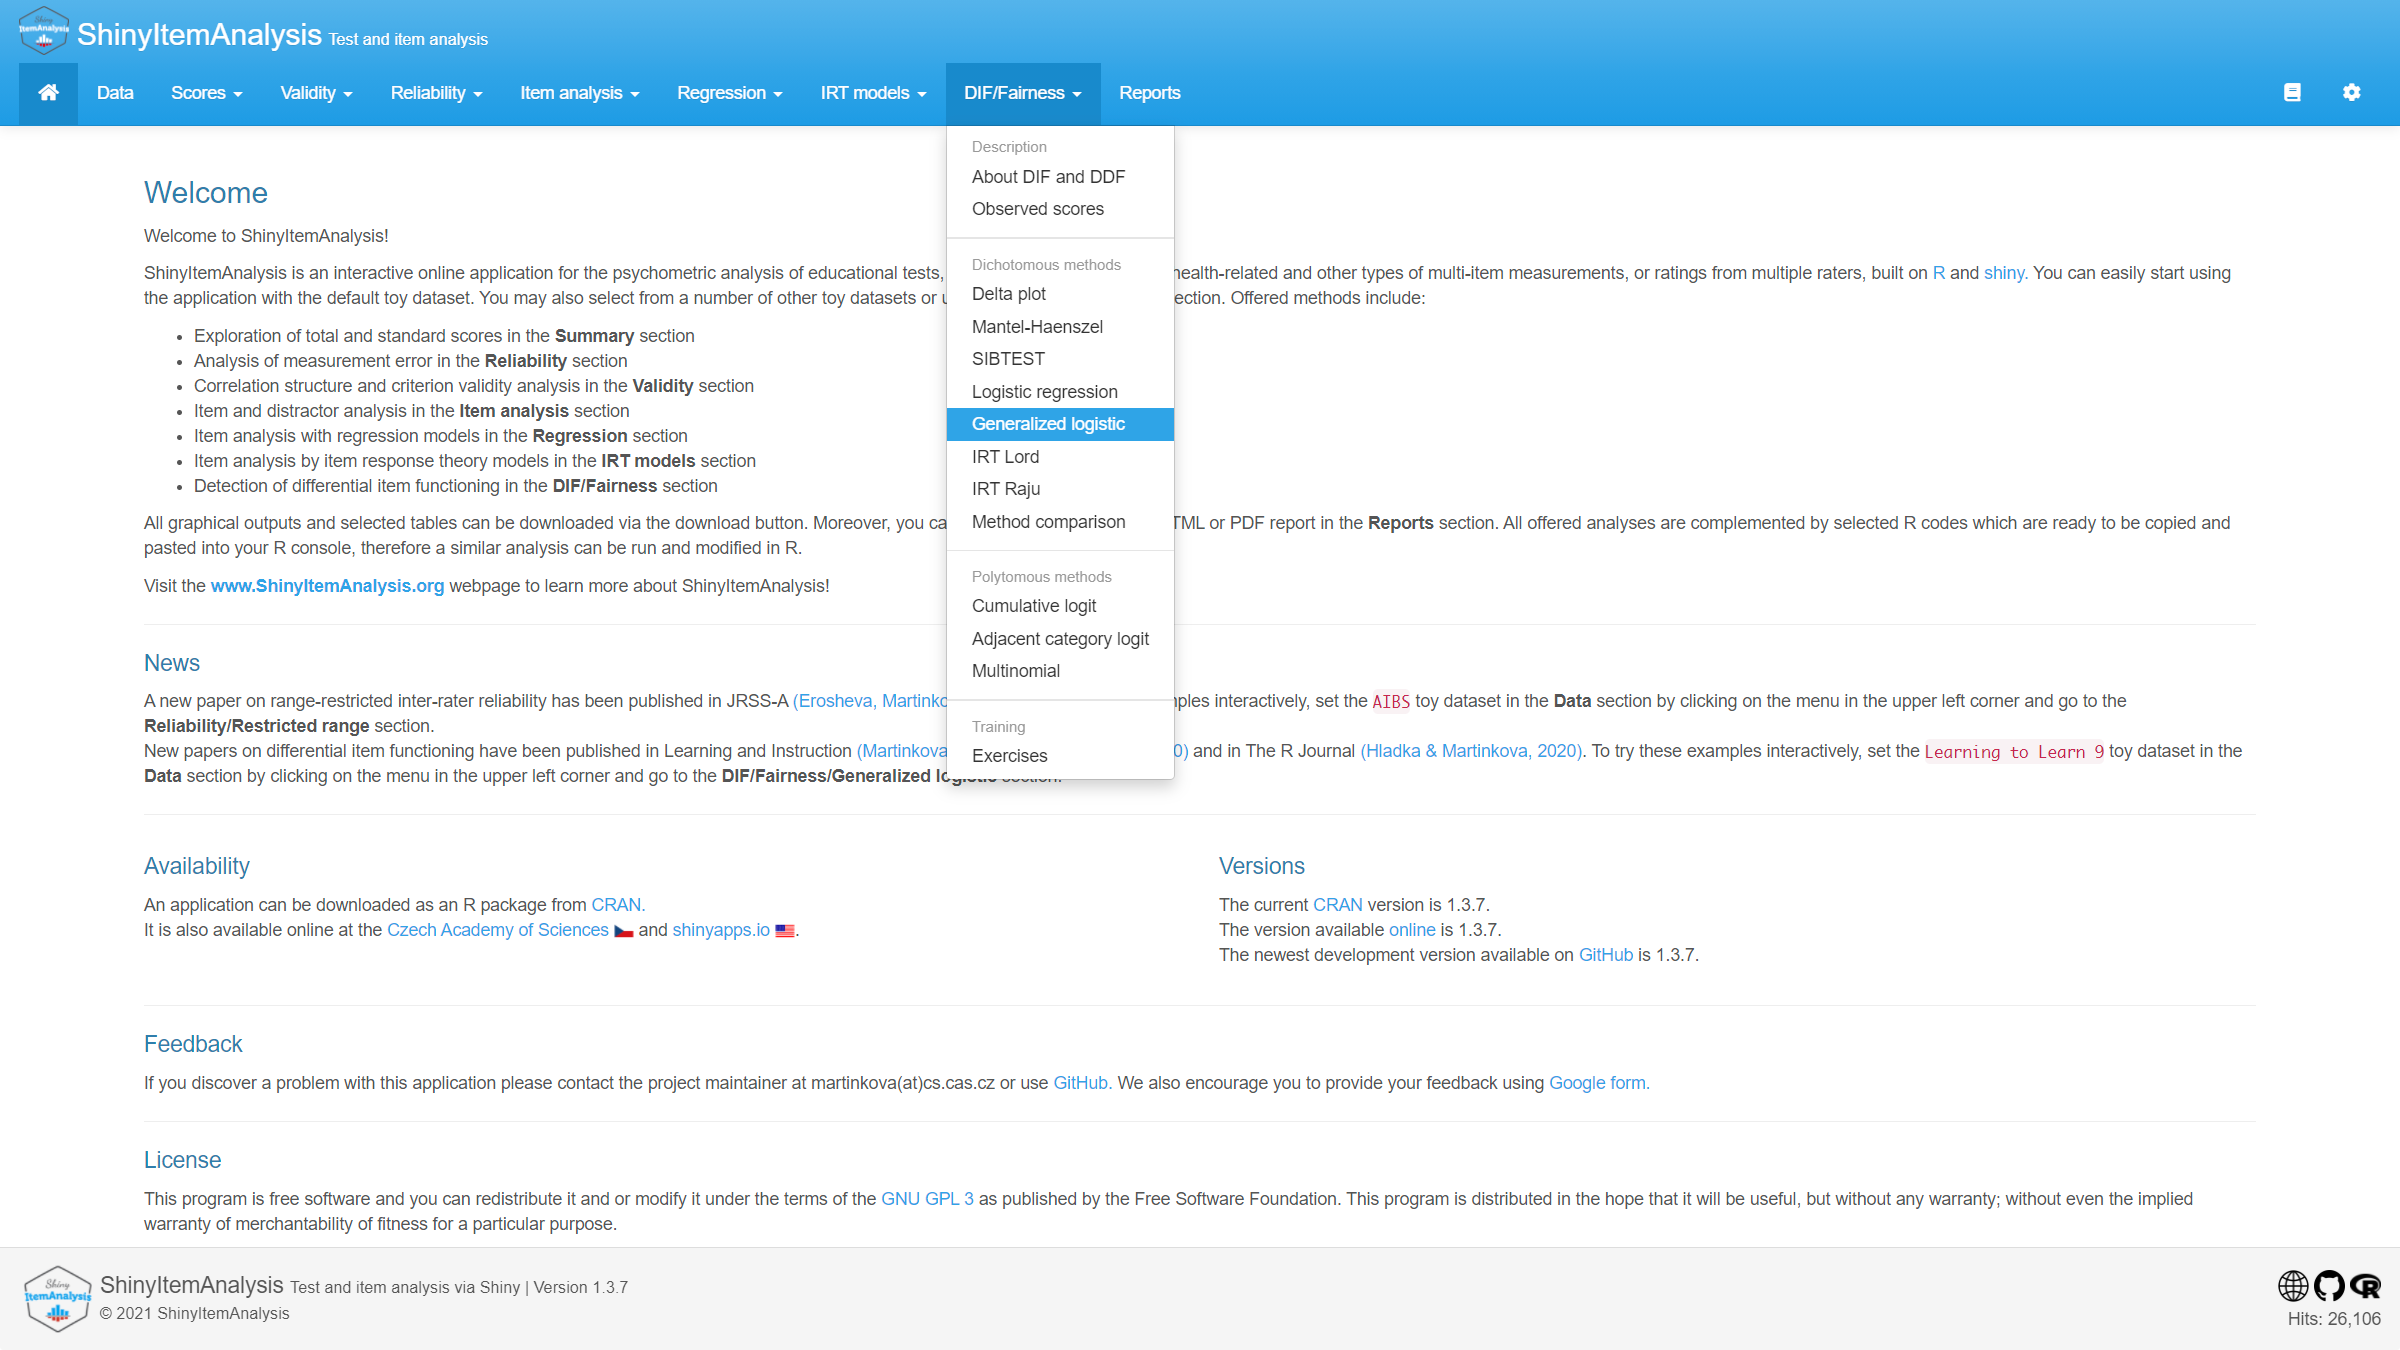 Shiny
ItemAnalysis
ShinyItemAnalysis Test and item analysis
Data Scores Validity Reliability Item analysis Regression IRT models DIF/Fairness Reports
Description
About DIF and DDF
Observed scores
Dichotomous methods
Delta plot
Mantel-Haenszel
SIBTEST
Logistic regression
Generalized logistic
IRT Lord
IRT Raju
Method comparison
Polytomous methods
Cumulative logit
Adjacent category logit
Multinomial
Training
Exercises
Welcome
Welcome to ShinyItemAnalysis!
ShinyItemAnalysis is an interactive online application for the psychometric analysis of educational tests, health-related and other types of multi-item measurements, or ratings from multiple raters, built on R and shiny. You can easily start using
the application with the default toy dataset. You may also select from a number of other toy datasets or ection. Offered methods include:
• Exploration of total and standard scores in the Summary section
• Analysis of measurement error in the Reliability section
• Correlation structure and criterion validity analysis in the Validity section
• Item and distractor analysis in the Item analysis section
• Item analysis with regression models in the Regression section
• Item analysis by item response theory models in the IRT models section
• Detection of differential item functioning in the DIF/Fairness section
All graphical outputs and selected tables can be downloaded via the download button. Moreover, you ca TML or PDF report in the Reports section. All offered analyses are complemented by selected R codes which are ready to be copied and
pasted into your R console, therefore a similar analysis can be run and modified in R.
Visit the www.ShinyItemAnalysis.org webpage to learn more about ShinyItemAnalysis!
News
A new paper on range-restricted inter-rater reliability has been published in JRSS-A (Erosheva, Martinko ples interactively, set the AIBS toy dataset in the Data section by clicking on the menu in the upper left corner and go to the
Reliability/Restricted range section.
New papers on differential item functioning have been published in Learning and Instruction (Martinkova 0) and in The R Journal (Hladka & Martinkova, 2020). To try these examples interactively, set the Learning to Learn 9 toy dataset in the
Data section by clicking on the menu in the upper left corner and go to the DIF/Fairness/Generalized logistic section.
Availability
An application can be downloaded as an R package from CRAN.
It is also available online at the Czech Academy of Sciences and shinyapps.io .
Versions
The current CRAN version is 1.3.7.
The version available online is 1.3.7.
The newest development version available on GitHub is 1.3.7.
Feedback
If you discover a problem with this application please contact the project maintainer at martinkova(at)cs.cas.cz or use GitHub. We also encourage you to provide your feedback using Google form.
License
This program is free software and you can redistribute it and or modify it under the terms of the GNU GPL 3 as published by the Free Software Foundation. This program is distributed in the hope that it will be useful, but without any warranty; without even the implied
warranty of merchantability of fitness for a particular purpose.
Shiny
ItemAnalysis
ShinyItemAnalysis Test and item analysis via Shiny | Version 1.3.7
© 2021 ShinyItemAnalysis
R
Hits: 26,106